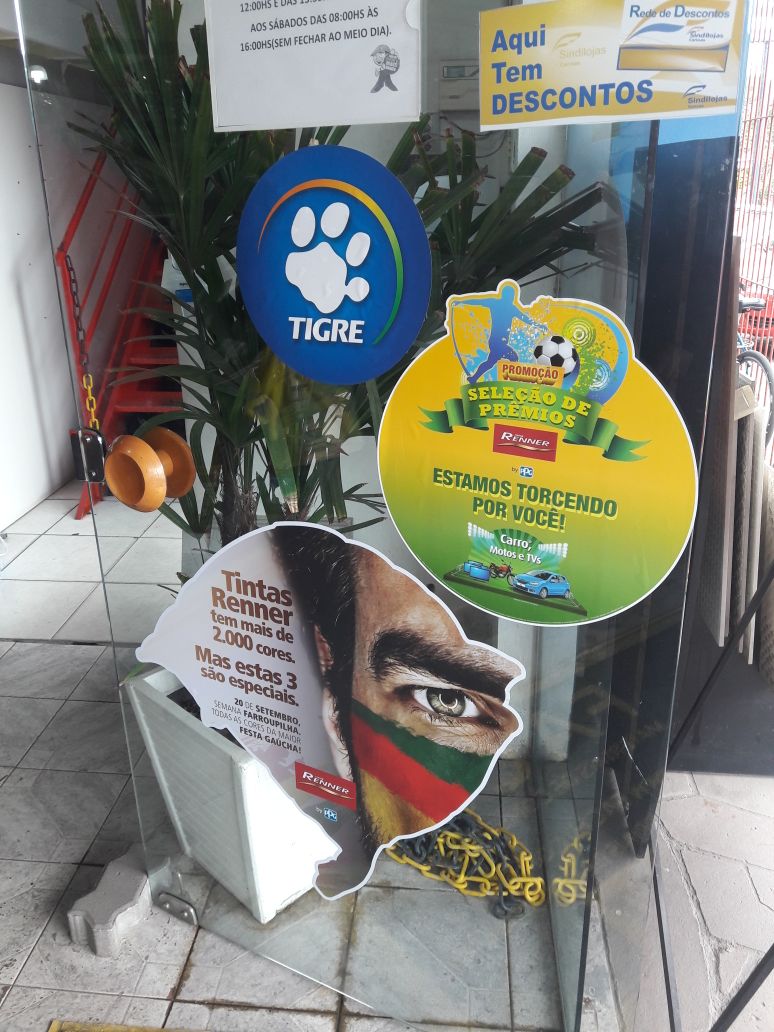 12:00HS E DAS
AOS SÁBADOS DAS 08:00HS ÀS
16:00HS(SEM FECHAR AO MEIO DIA).
Aqui
Tem
DESCONTOS
Sindilojas
Rede de Descontos
Sindilojas
Sindilojas
TIGRE
PROMOÇÃO
SELEÇÃO DE
PRÊMIOS
RENNER
by PPG
ESTAMOS TORCENDO
POR VOCÊ!
Carro,
Motos e TVs
Tintas
Renner
tem mais de
2.000 cores.
Mas estas 3
são especiais.
20 DE SETEMBRO,
SEMANA FARROUPILHA.
TODAS AS CORES DA MAIOR
FESTA GAÚCHA!
RENNER
by PPG